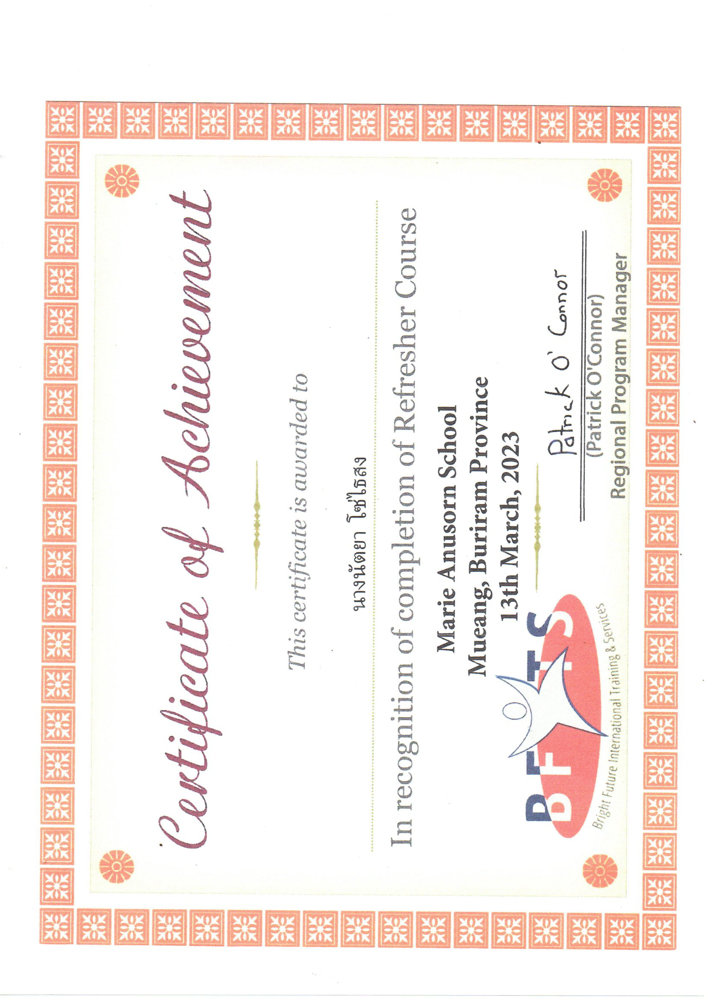 Certificate of Achievement
This certificate is awarded to
นางนัตยา โซ่ไธสง
In recognition of completion of Refresher Course
Marie Anusorn School
Mueang, Buriram Province
13th March, 2023
BFITS
Bright Future International Training & Services
Patrick O' Connor
(Patrick O'Connor)
Regional Program Manager